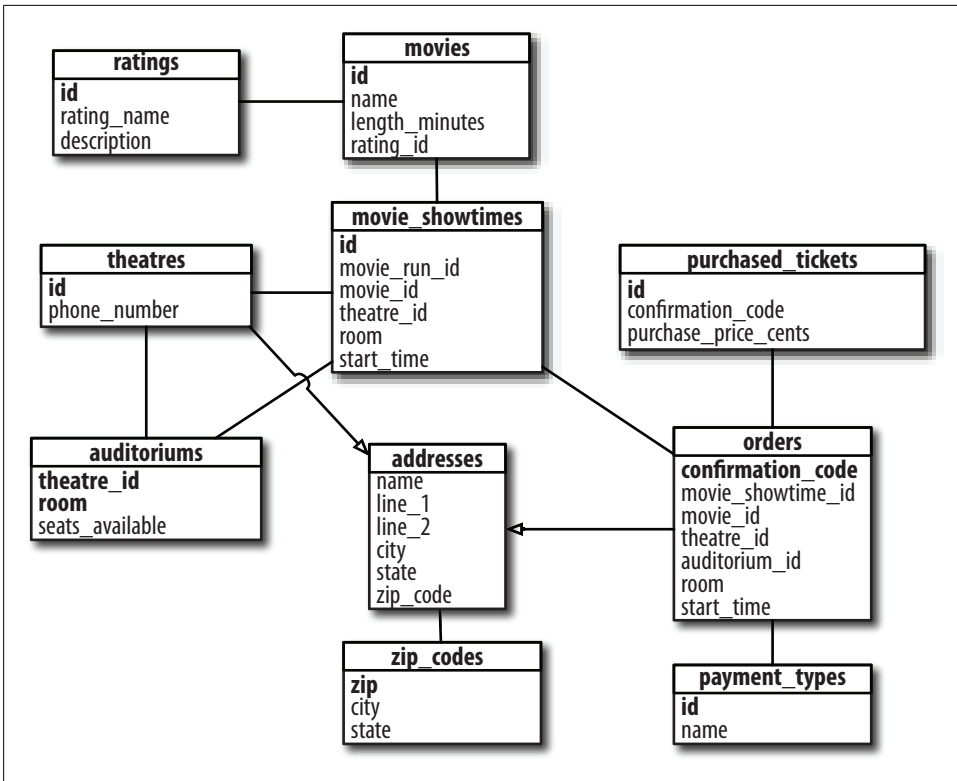 ratings
id
rating_name
description
movies
id
name
length_minutes
rating_id
movie_showtimes
id
movie_run_id
movie_id
theatre_id
room
start_time
theatres
id
phone_number
purchased_tickets
id
confirmation_code
purchase_price_cents
auditoriums
theatre_id
room
seats_available
addresses
name
line_1
line_2
city
state
zip_code
orders
confirmation_code
movie_showtime_id
movie_id
theatre_id
auditorium_id
room
start_time
zip_codes
zip
city
state
payment_types
id
name